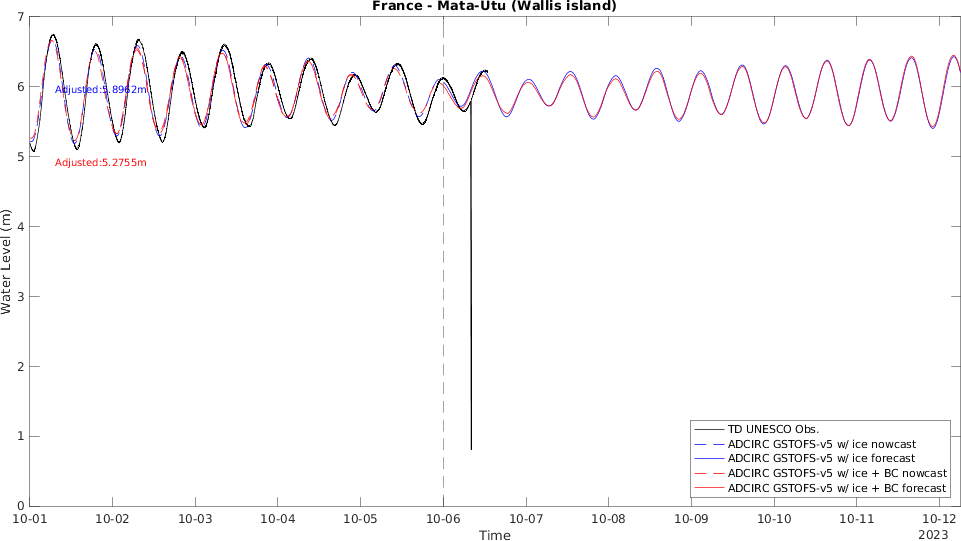 France - Mata-Utu (Wallis island)
7
6
5
4
3
2
1
0
Water Level (m)
Adjusted:5.8962m
Adjusted:5.2755m
TD UNESCO Obs.
ADCIRC GSTOFS-v5 w/ ice nowcast
ADCIRC GSTOFS-v5 w/ ice forecast
ADCIRC GSTOFS-v5 w/ ice + BC nowcast
ADCIRC GSTOFS-v5 w/ ice + BC forecast
10-01 10-02 10-03 10-04 10-05 10-06 10-07 10-08 10-09 10-10 10-11 10-12
Time
2023